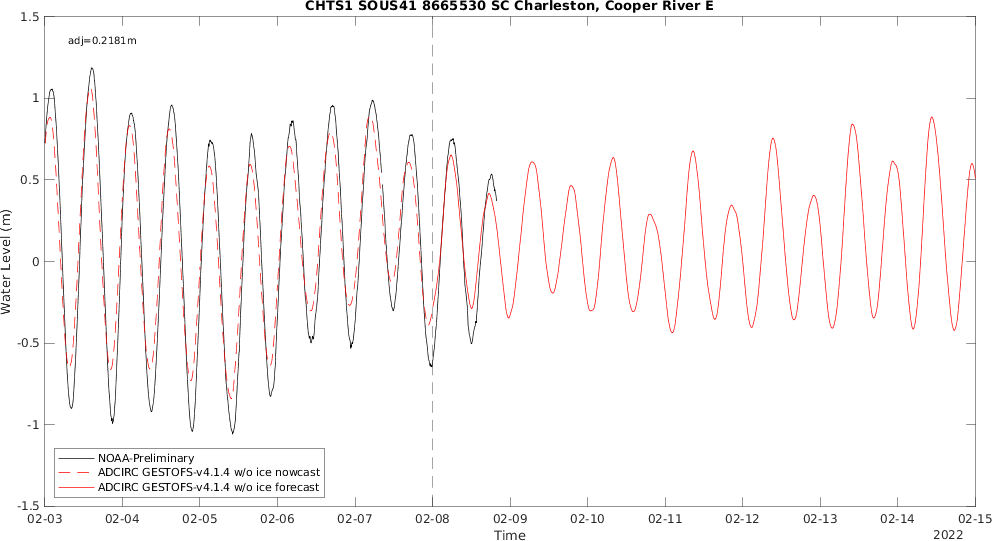 CHTS1 SOUS41 8665530 SC Charleston, Cooper River E
adj=0.2181m
1.5
1
0.5
0
-0.5
-1
-1.5
Water Level (m)
NOAA-Preliminary
ADCIRC GESTOFS-v4.1.4 w/o ice nowcast
ADCIRC GESTOFS-v4.1.4 w/o ice forecast
02-03 02-04 02-05 02-06 02-07 02-08 02-09 02-10 02-11 02-12 02-13 02-14 02-15
Time
2022